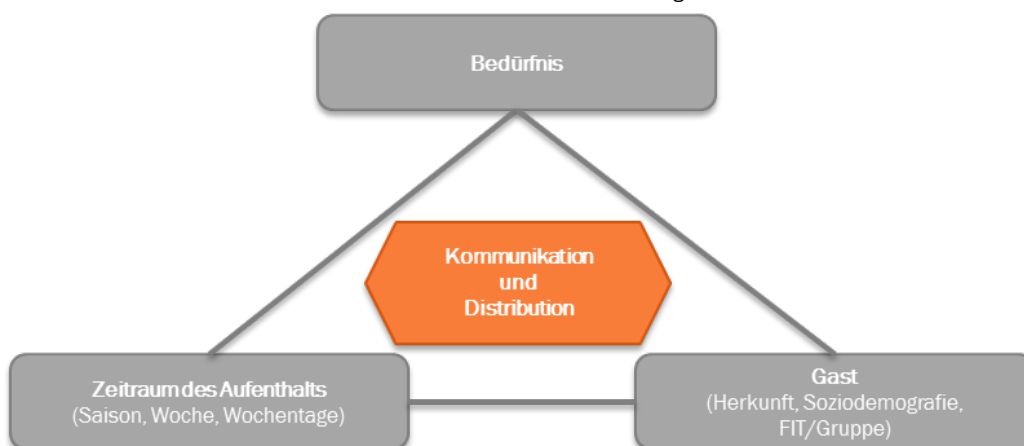 Bedürfnis
Kommunikation
und
Distribution
Zeitraum des Aufenthalts
(Saison, Woche, Wochentage)
Gast
(Herkunft, Soziodemografie,
FIT/Gruppe)